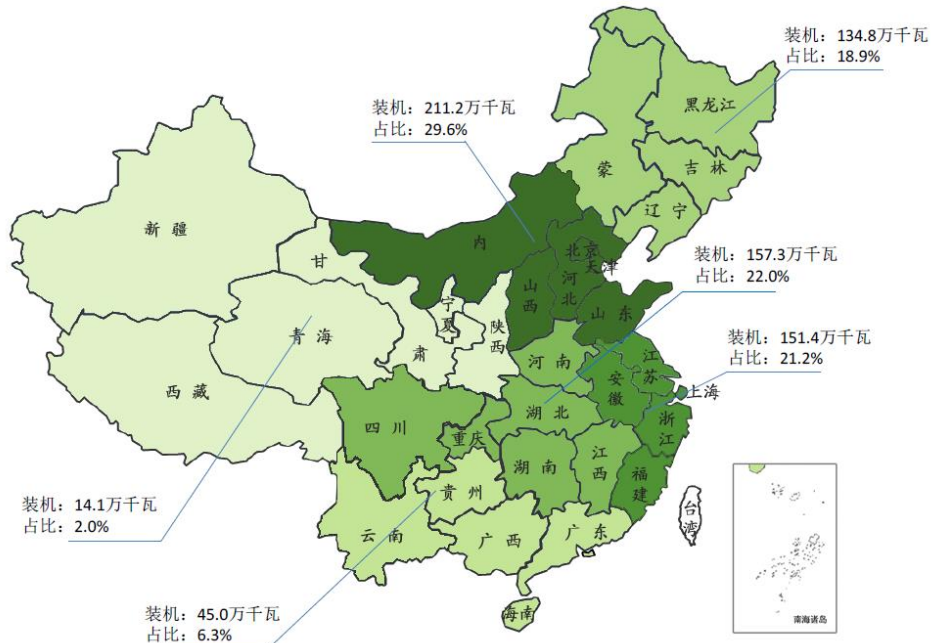 装机：134.8万千瓦
占比：18.9%
装机：211.2万千瓦
占比：29.6%
黑龙江
蒙
吉 林
辽 宁
新 疆
内
北京
天津
甘
河北
山西
装机：157.3万千瓦
占比：22.0%
宁夏
山 东
青 海
陕西
肃
河南
江苏
装机：151.4万千瓦
占比：21.2%
西 藏
安徽
上海
四 川
湖 北
浙江
重庆
湖 南
江西
福建
贵 州
装机：14.1万千瓦
占比：2.0%
台湾
云 南
广 西
广 东
海南
南海诸岛
装机：45.0万千瓦
占比：6.3%